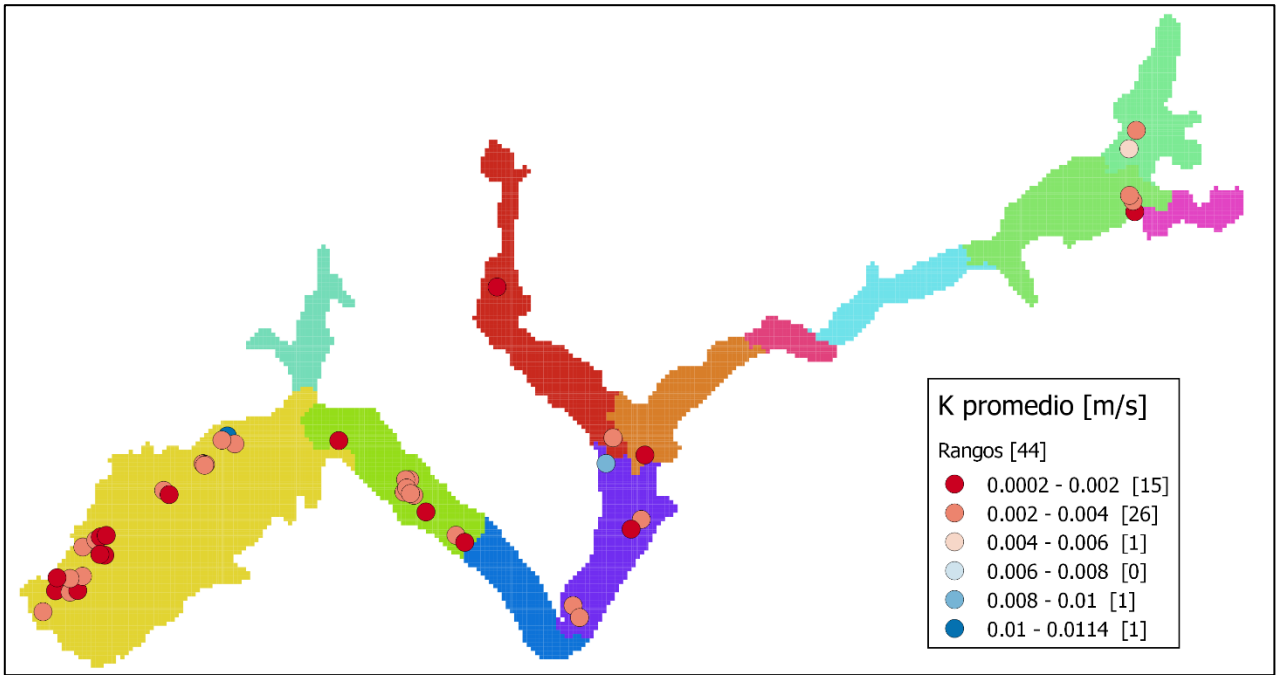 K promedio [m/s]
Rangos [44]
0.0002 - 0.002 [15]
0.002 - 0.004 [26]
0.004 - 0.006 [1]
0.006 - 0.008 [0]
0.008 - 0.01 [1]
0.01 - 0.0114 [1]